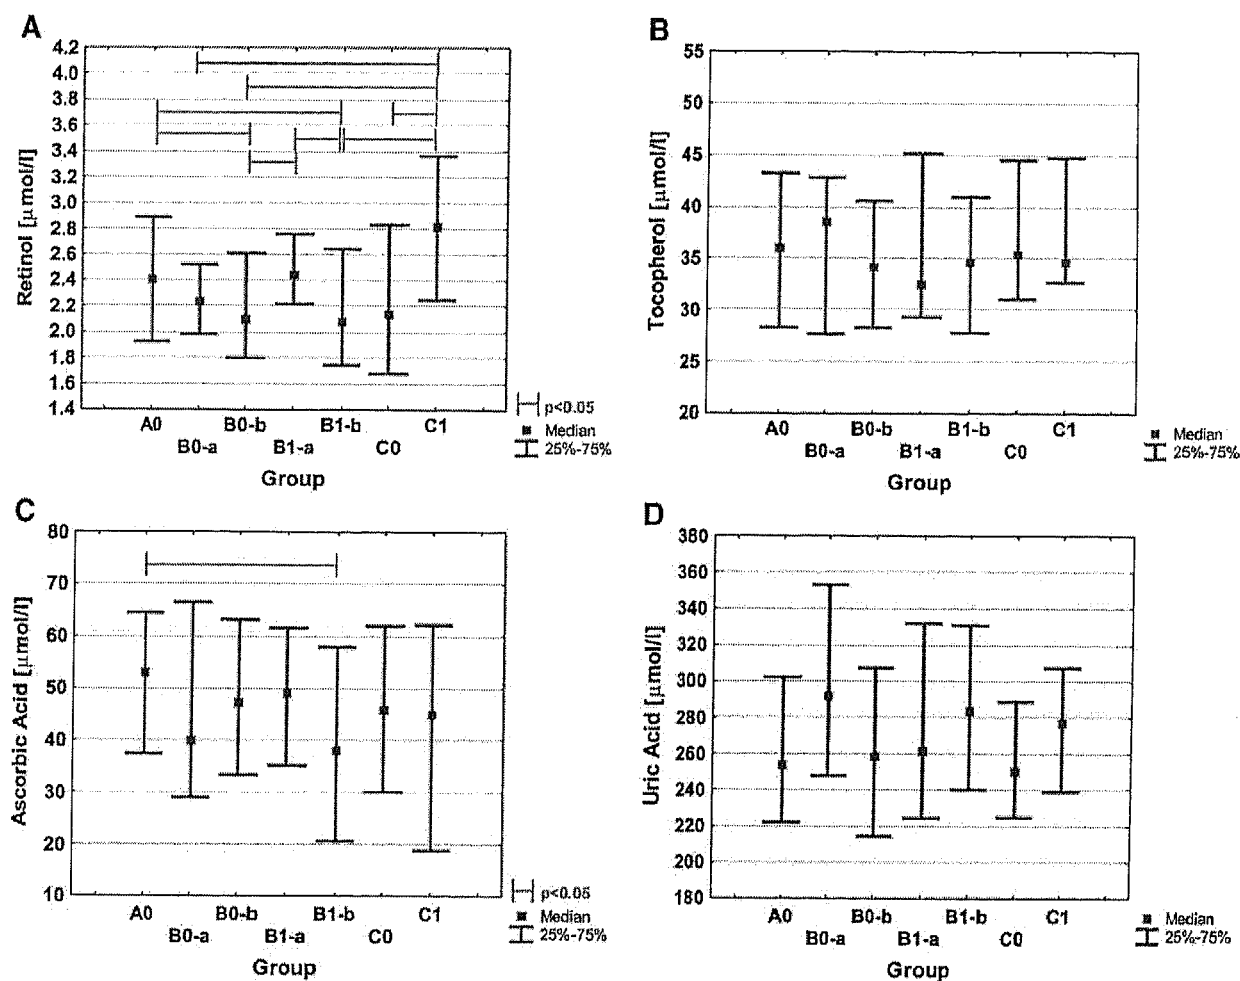 A
Retinol [µmol/l]
4.2
4.0
3.8
3.6
3.4
3.2
3.0
2.8
2.6
2.4
2.2
2.0
1.8
1.6
1.4
A0 B0-b B1-b C1
B0-a B1-a C0
Group
p<0.05
Median
25%-75%
B
Tocopherol [µmol/l]
55
50
45
40
35
30
25
20
A0 B0-b B1-b C1
B0-a B1-a C0
Group
Median
25%-75%
C
Ascorbic Acid [µmol/l]
80
70
60
50
40
30
20
10
A0 B0-b B1-b C1
B0-a B1-a C0
Group
p<0.05
Median
25%-75%
D
Uric Acid [µmol/l]
380
360
340
320
300
280
260
240
220
200
180
A0 B0-b B1-b C1
B0-a B1-a C0
Group
Median
25%-75%